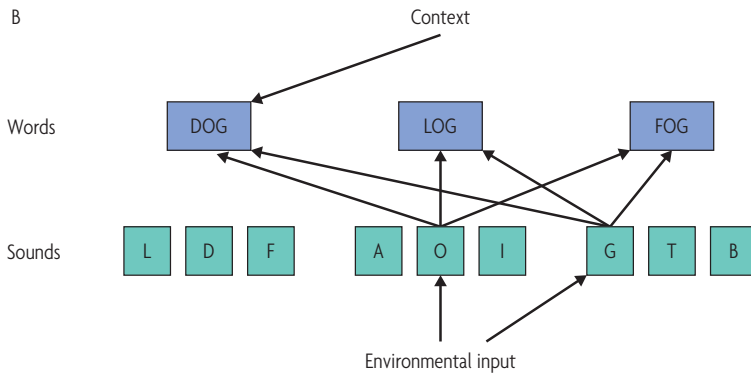 B
Context
Words
DOG LOG FOG
Sounds
L D F A O I G T B
Environmental input